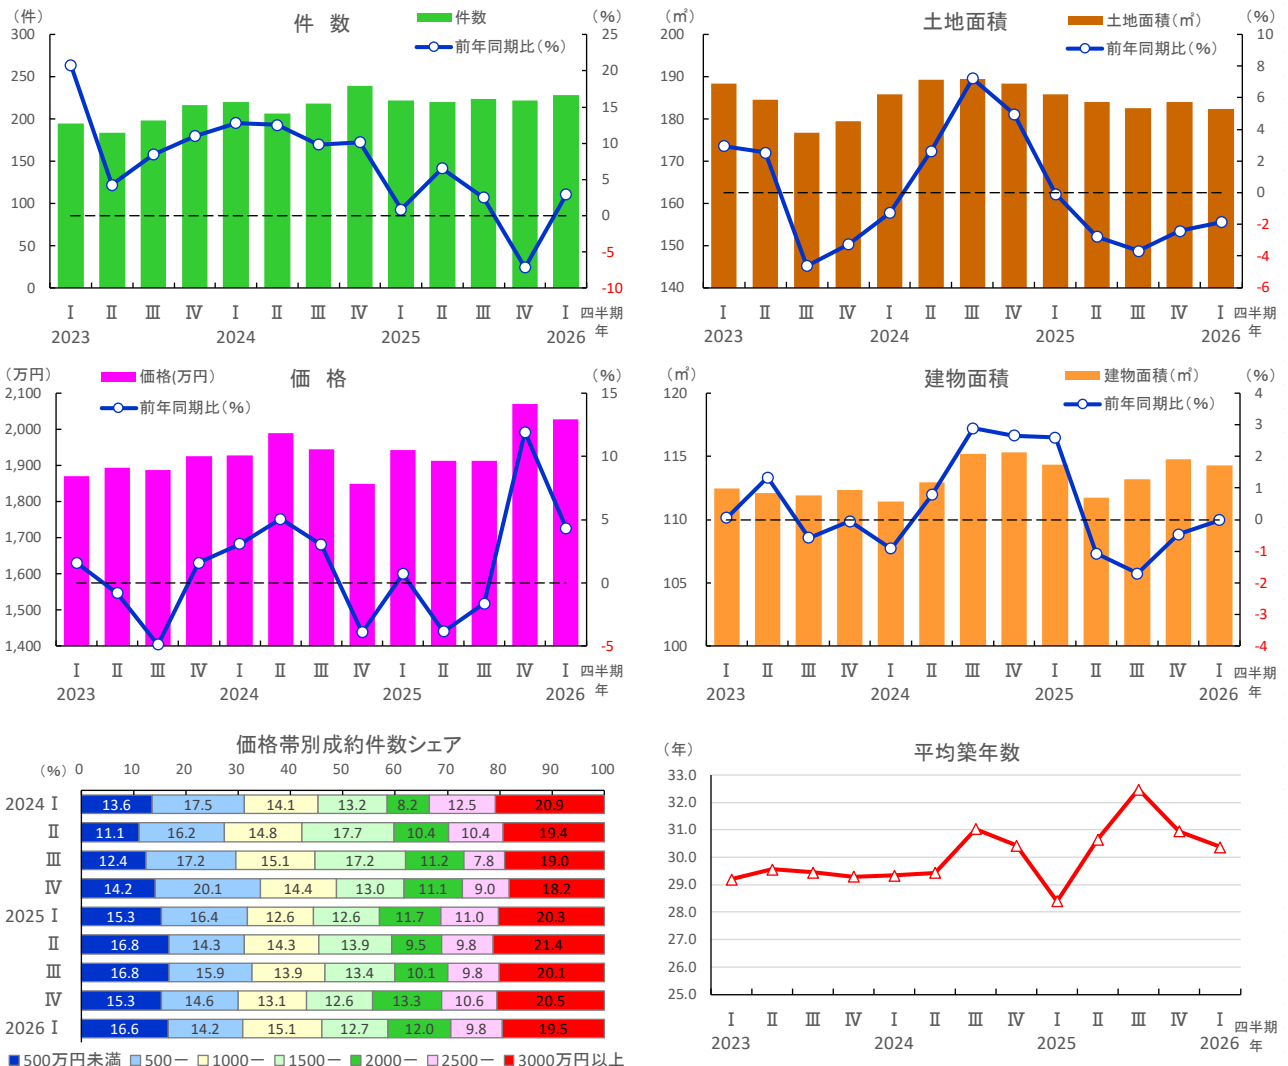 件 数
(件)
(%)
件数
前年同期比(%)
300
250
200
150
100
50
0
25
20
15
10
5
0
-5
-10
Ⅰ Ⅱ Ⅲ Ⅳ Ⅰ Ⅱ Ⅲ Ⅳ Ⅰ Ⅱ Ⅲ Ⅳ Ⅰ 四半期
2023 2024 2025 2026 年
土地面積
(㎡)
(%)
土地面積(㎡)
前年同期比(%)
200
190
180
170
160
150
140
10
8
6
4
2
0
-2
-4
-6
Ⅰ Ⅱ Ⅲ Ⅳ Ⅰ Ⅱ Ⅲ Ⅳ Ⅰ Ⅱ Ⅲ Ⅳ Ⅰ 四半期
2023 2024 2025 2026 年
価 格
(万円)
(%)
価格(万円)
前年同期比(%)
2,100
2,000
1,900
1,800
1,700
1,600
1,500
1,400
15
10
5
0
-5
Ⅰ Ⅱ Ⅲ Ⅳ Ⅰ Ⅱ Ⅲ Ⅳ Ⅰ Ⅱ Ⅲ Ⅳ Ⅰ 四半期
2023 2024 2025 2026 年
建物面積
(㎡)
(%)
建物面積(㎡)
前年同期比(%)
120
115
110
105
100
4
3
2
1
0
-1
-2
-3
-4
Ⅰ Ⅱ Ⅲ Ⅳ Ⅰ Ⅱ Ⅲ Ⅳ Ⅰ Ⅱ Ⅲ Ⅳ Ⅰ 四半期
2023 2024 2025 2026 年
価格帯別成約件数シェア
(%) 0 10 20 30 40 50 60 70 80 90 100
2024 Ⅰ 13.6 17.5 14.1 13.2 8.2 12.5 20.9
Ⅱ 11.1 16.2 14.8 17.7 10.4 10.4 19.4
Ⅲ 12.4 17.2 15.1 17.2 11.2 7.8 19.0
Ⅳ 14.2 20.1 14.4 13.0 11.1 9.0 18.2
2025 Ⅰ 15.3 16.4 12.6 12.6 11.7 11.0 20.3
Ⅱ 16.8 14.3 14.3 13.9 9.5 9.8 21.4
Ⅲ 16.8 15.9 13.9 13.4 10.1 9.8 20.1
Ⅳ 15.3 14.6 13.1 12.6 13.3 10.6 20.5
2026 Ⅰ 16.6 14.2 15.1 12.7 12.0 9.8 19.5
500万円未満 500ー 1000ー 1500ー 2000ー 2500ー 3000万円以上
平均築年数
(年)
33.0
32.0
31.0
30.0
29.0
28.0
27.0
26.0
25.0
Ⅰ Ⅱ Ⅲ Ⅳ Ⅰ Ⅱ Ⅲ Ⅳ Ⅰ Ⅱ Ⅲ Ⅳ Ⅰ 四半期
2023 2024 2025 2026 年